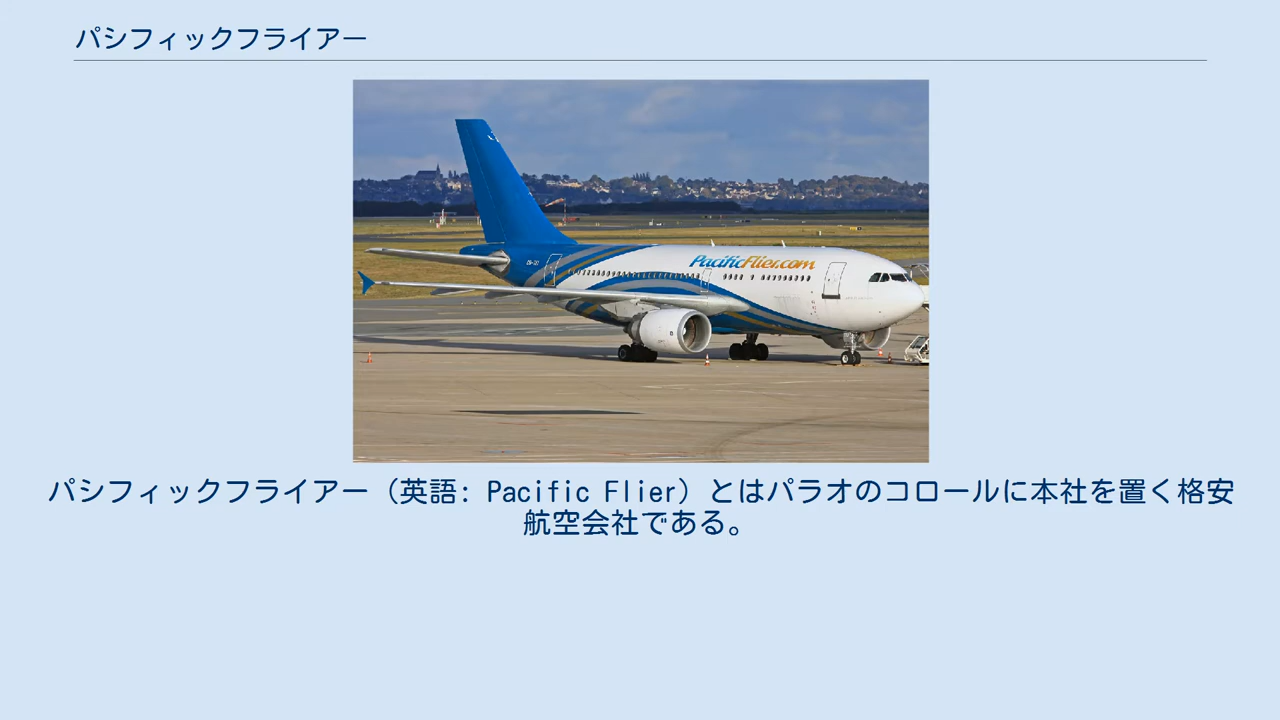 パシフィックフライアー
PacificFlier.com
パシフィックフライアー（英語: Pacific Flier）とはパラオのコロールに本社を置く格安
航空会社である。